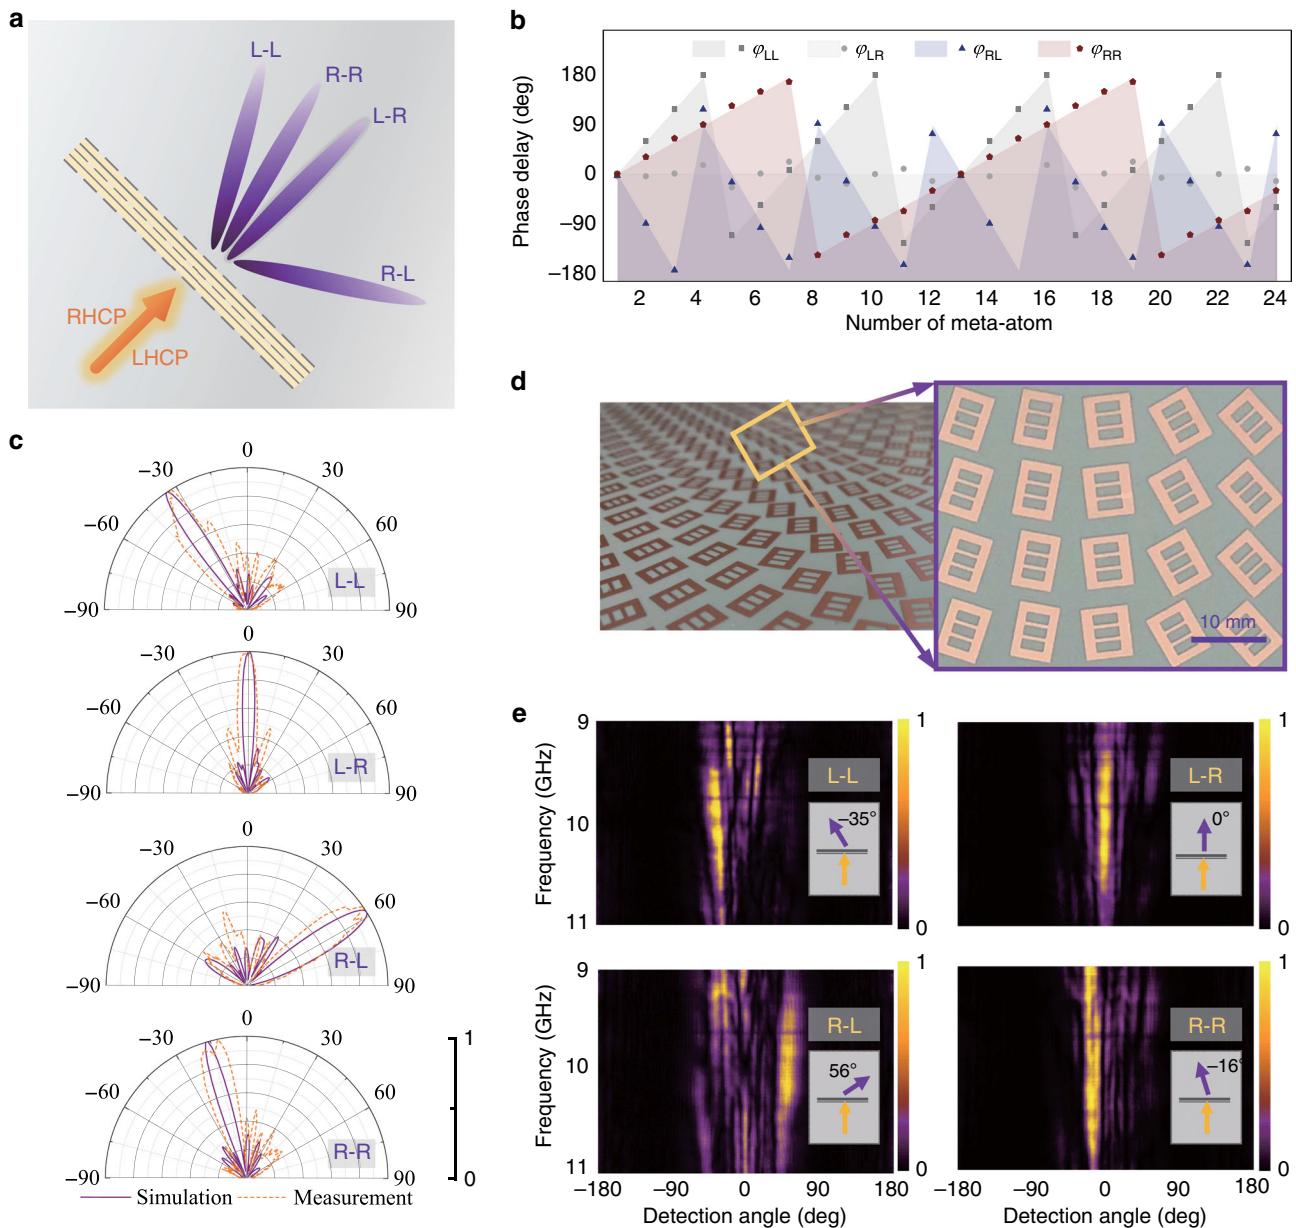 a
L-L
R-R
L-R
R-L
RHCP
LHCP
b
φLL
φLR
φRL
φRR
Phase delay (deg)
180
90
0
−90
−180
2 4 6 8 10 12 14 16 18 20 22 24
Number of meta-atom
c
0
−30 30
−60 60
−90 90
L-L
0
−30 30
−60 60
−90 90
L-R
0
−30 30
−60 60
−90 90
R-L
0
−30 30
−60 60
−90 90
R-R
1
0
Simulation Measurement
d
10 mm
e
Frequency (GHz)
9
10
11
L-L
−35°
1
0
L-R
0°
1
0
Frequency (GHz)
9
10
11
R-L
56°
1
0
R-R
−16°
1
0
−180 −90 0 90 180
Detection angle (deg)
0 90 180
Detection angle (deg)